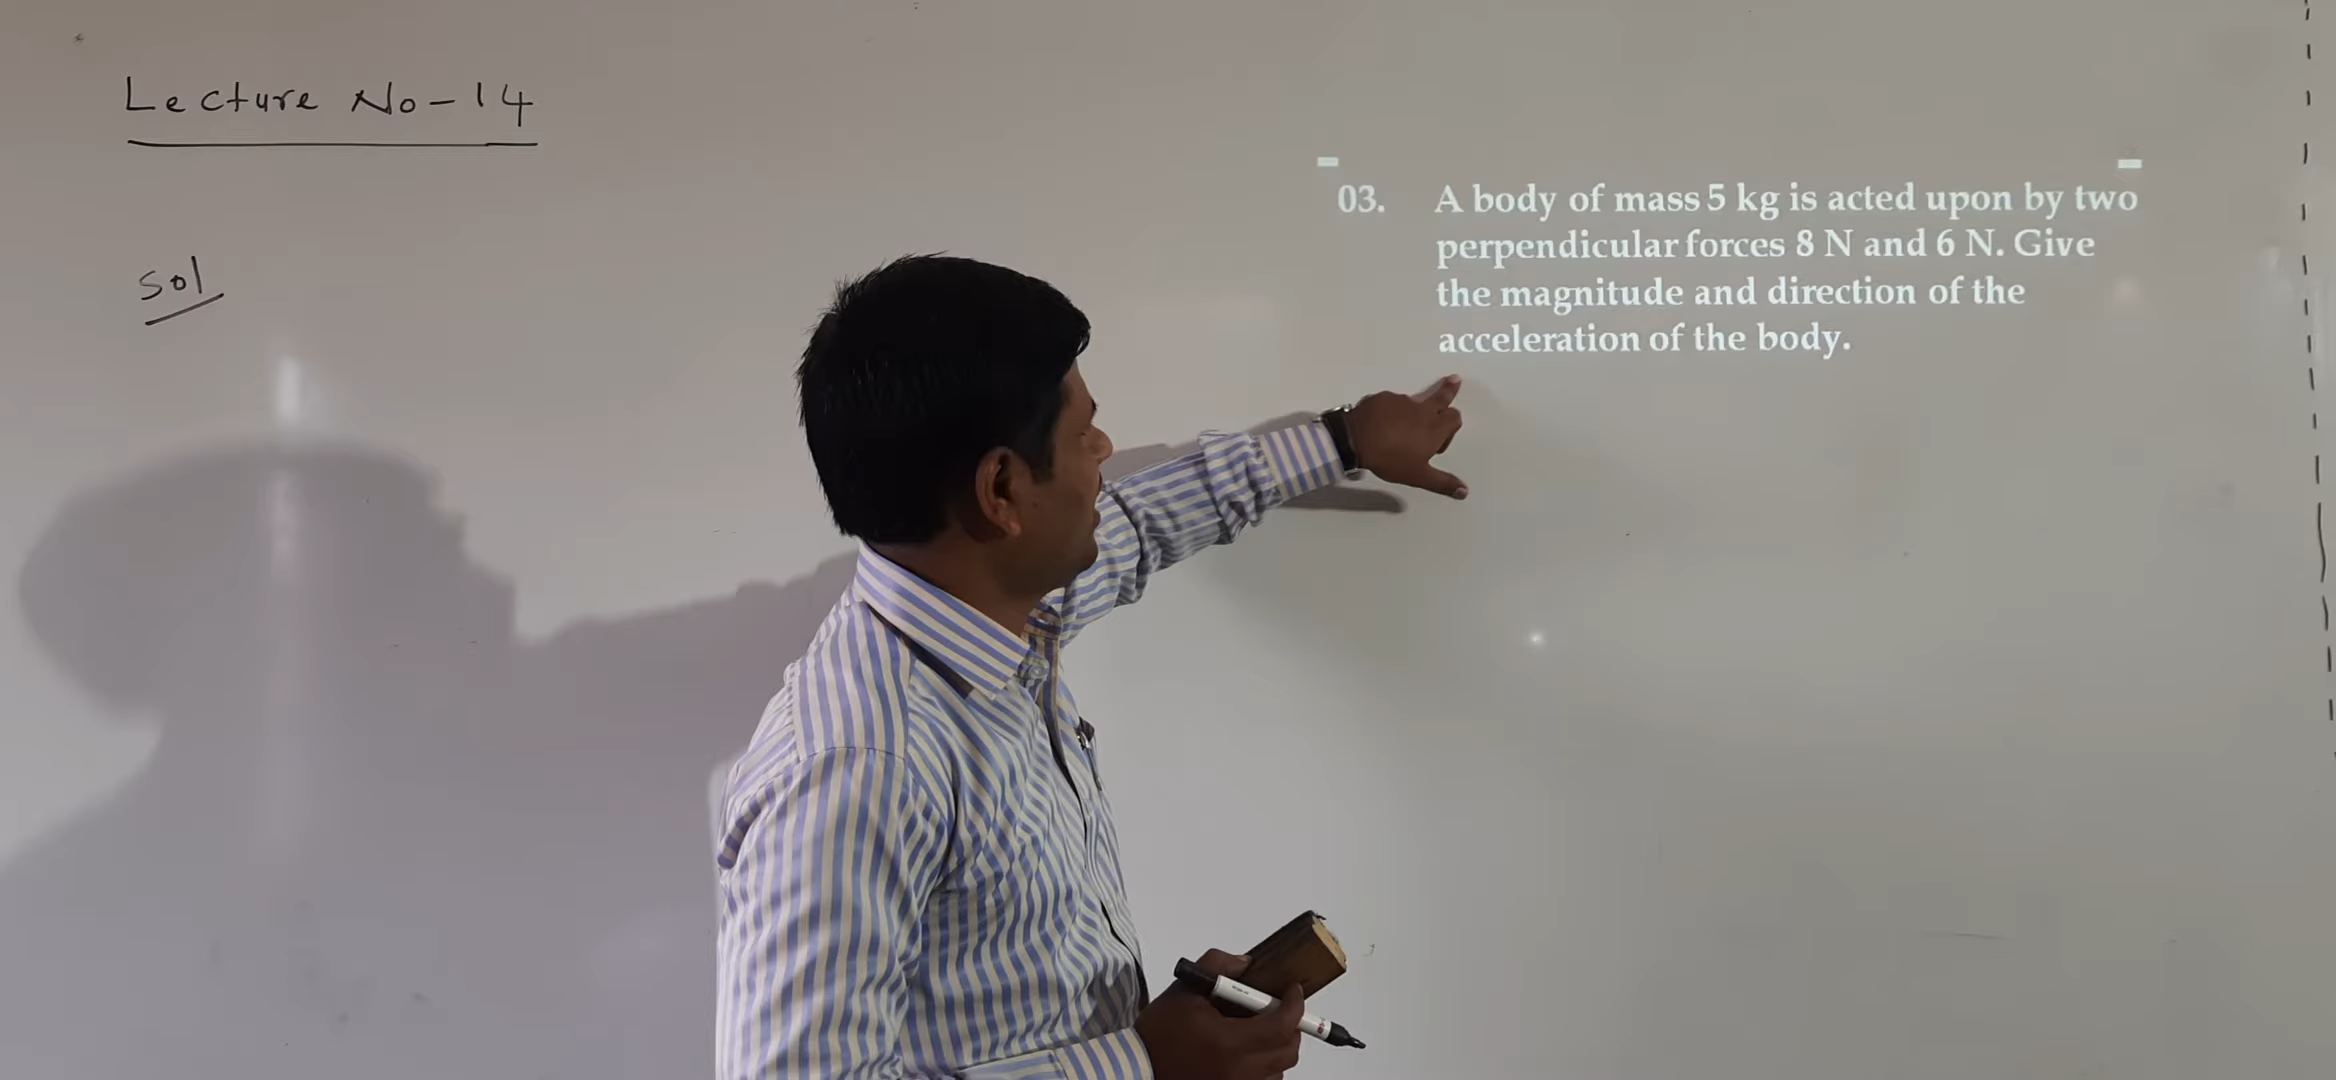 Lecture No-14
Sol
03. A body of mass 5 kg is acted upon by two
perpendicular forces 8 N and 6 N. Give
the magnitude and direction of the
acceleration of the body.